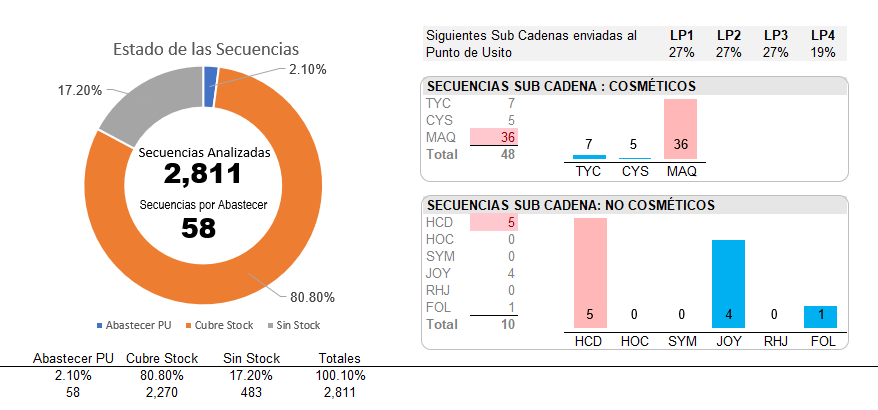 Estado de las Secuencias
2.10%
17.20%
Secuencias Analizadas
2,811
Secuencias por Abastecer
58
80.80%
Abastecer PU Cubre Stock Sin Stock
Abastecer PU Cubre Stock Sin Stock Totales
2.10% 80.80% 17.20% 100.10%
58 2,270 483 2,811
Siguientes Sub Cadenas enviadas al LP1 LP2 LP3 LP4
Punto de Usito 27% 27% 27% 19%
SECUENCIAS SUB CADENA : COSMÉTICOS
TYC 7
CYS 5
MAQ 36
Total 48
7 5 36
TYC CYS MAQ
SECUENCIAS SUB CADENA: NO COSMÉTICOS
HCD 5
HOC 0
SYM 0
JOY 4
RHJ 0
FOL 1
Total 10
5 0 0 4 0 1
HCD HOC SYM JOY RHJ FOL